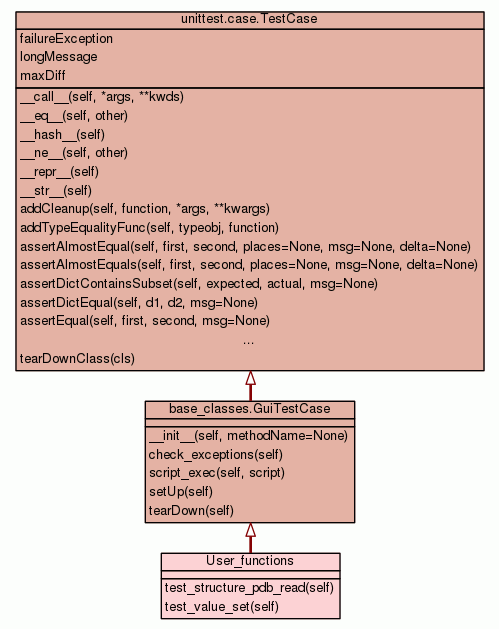 unittest.case.TestCase
failureException
longMessage
maxDiff
__call__(self, *args, **kwds)
__eq__(self, other)
__hash__(self)
__ne__(self, other)
__repr__(self)
__str__(self)
addCleanup(self, function, *args, **kwargs)
addTypeEqualityFunc(self, typeobj, function)
assertAlmostEqual(self, first, second, places=None, msg=None, delta=None)
assertAlmostEquals(self, first, second, places=None, msg=None, delta=None)
assertDictContainsSubset(self, expected, actual, msg=None)
assertDictEqual(self, d1, d2, msg=None)
assertEqual(self, first, second, msg=None)
...
tearDownClass(cls)
base_classes.GuiTestCase
__init__(self, methodName=None)
check_exceptions(self)
script_exec(self, script)
setUp(self)
tearDown(self)
User_functions
test_structure_pdb_read(self)
test_value_set(self)